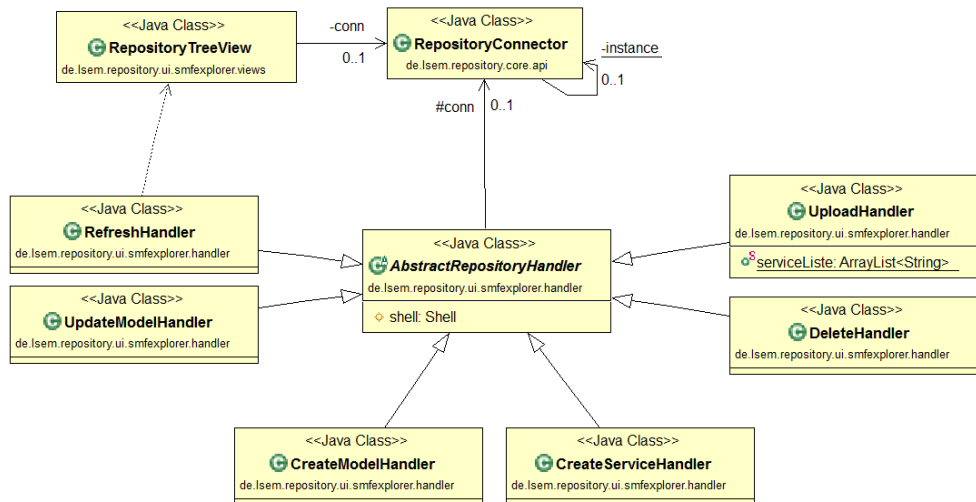 <<Java Class>>
RepositoryTreeView
de.lsem.repository.ui.smfexplorer.views
-conn
0..1
<<Java Class>>
RepositoryConnector
de.lsem.repository.core.api
-instance
0..1
#conn
0..1
<<Java Class>>
RefreshHandler
de.lsem.repository.ui.smfexplorer.handler
<<Java Class>>
UpdateModelHandler
de.lsem.repository.ui.smfexplorer.handler
<<Java Class>>
AbstractRepositoryHandler
de.lsem.repository.ui.smfexplorer.handler
shell: Shell
<<Java Class>>
UploadHandler
de.lsem.repository.ui.smfexplorer.handler
serviceListe: ArrayList<String>
<<Java Class>>
DeleteHandler
de.lsem.repository.ui.smfexplorer.handler
<<Java Class>>
CreateModelHandler
de.lsem.repository.ui.smfexplorer.handler
<<Java Class>>
CreateServiceHandler
de.lsem.repository.ui.smfexplorer.handler